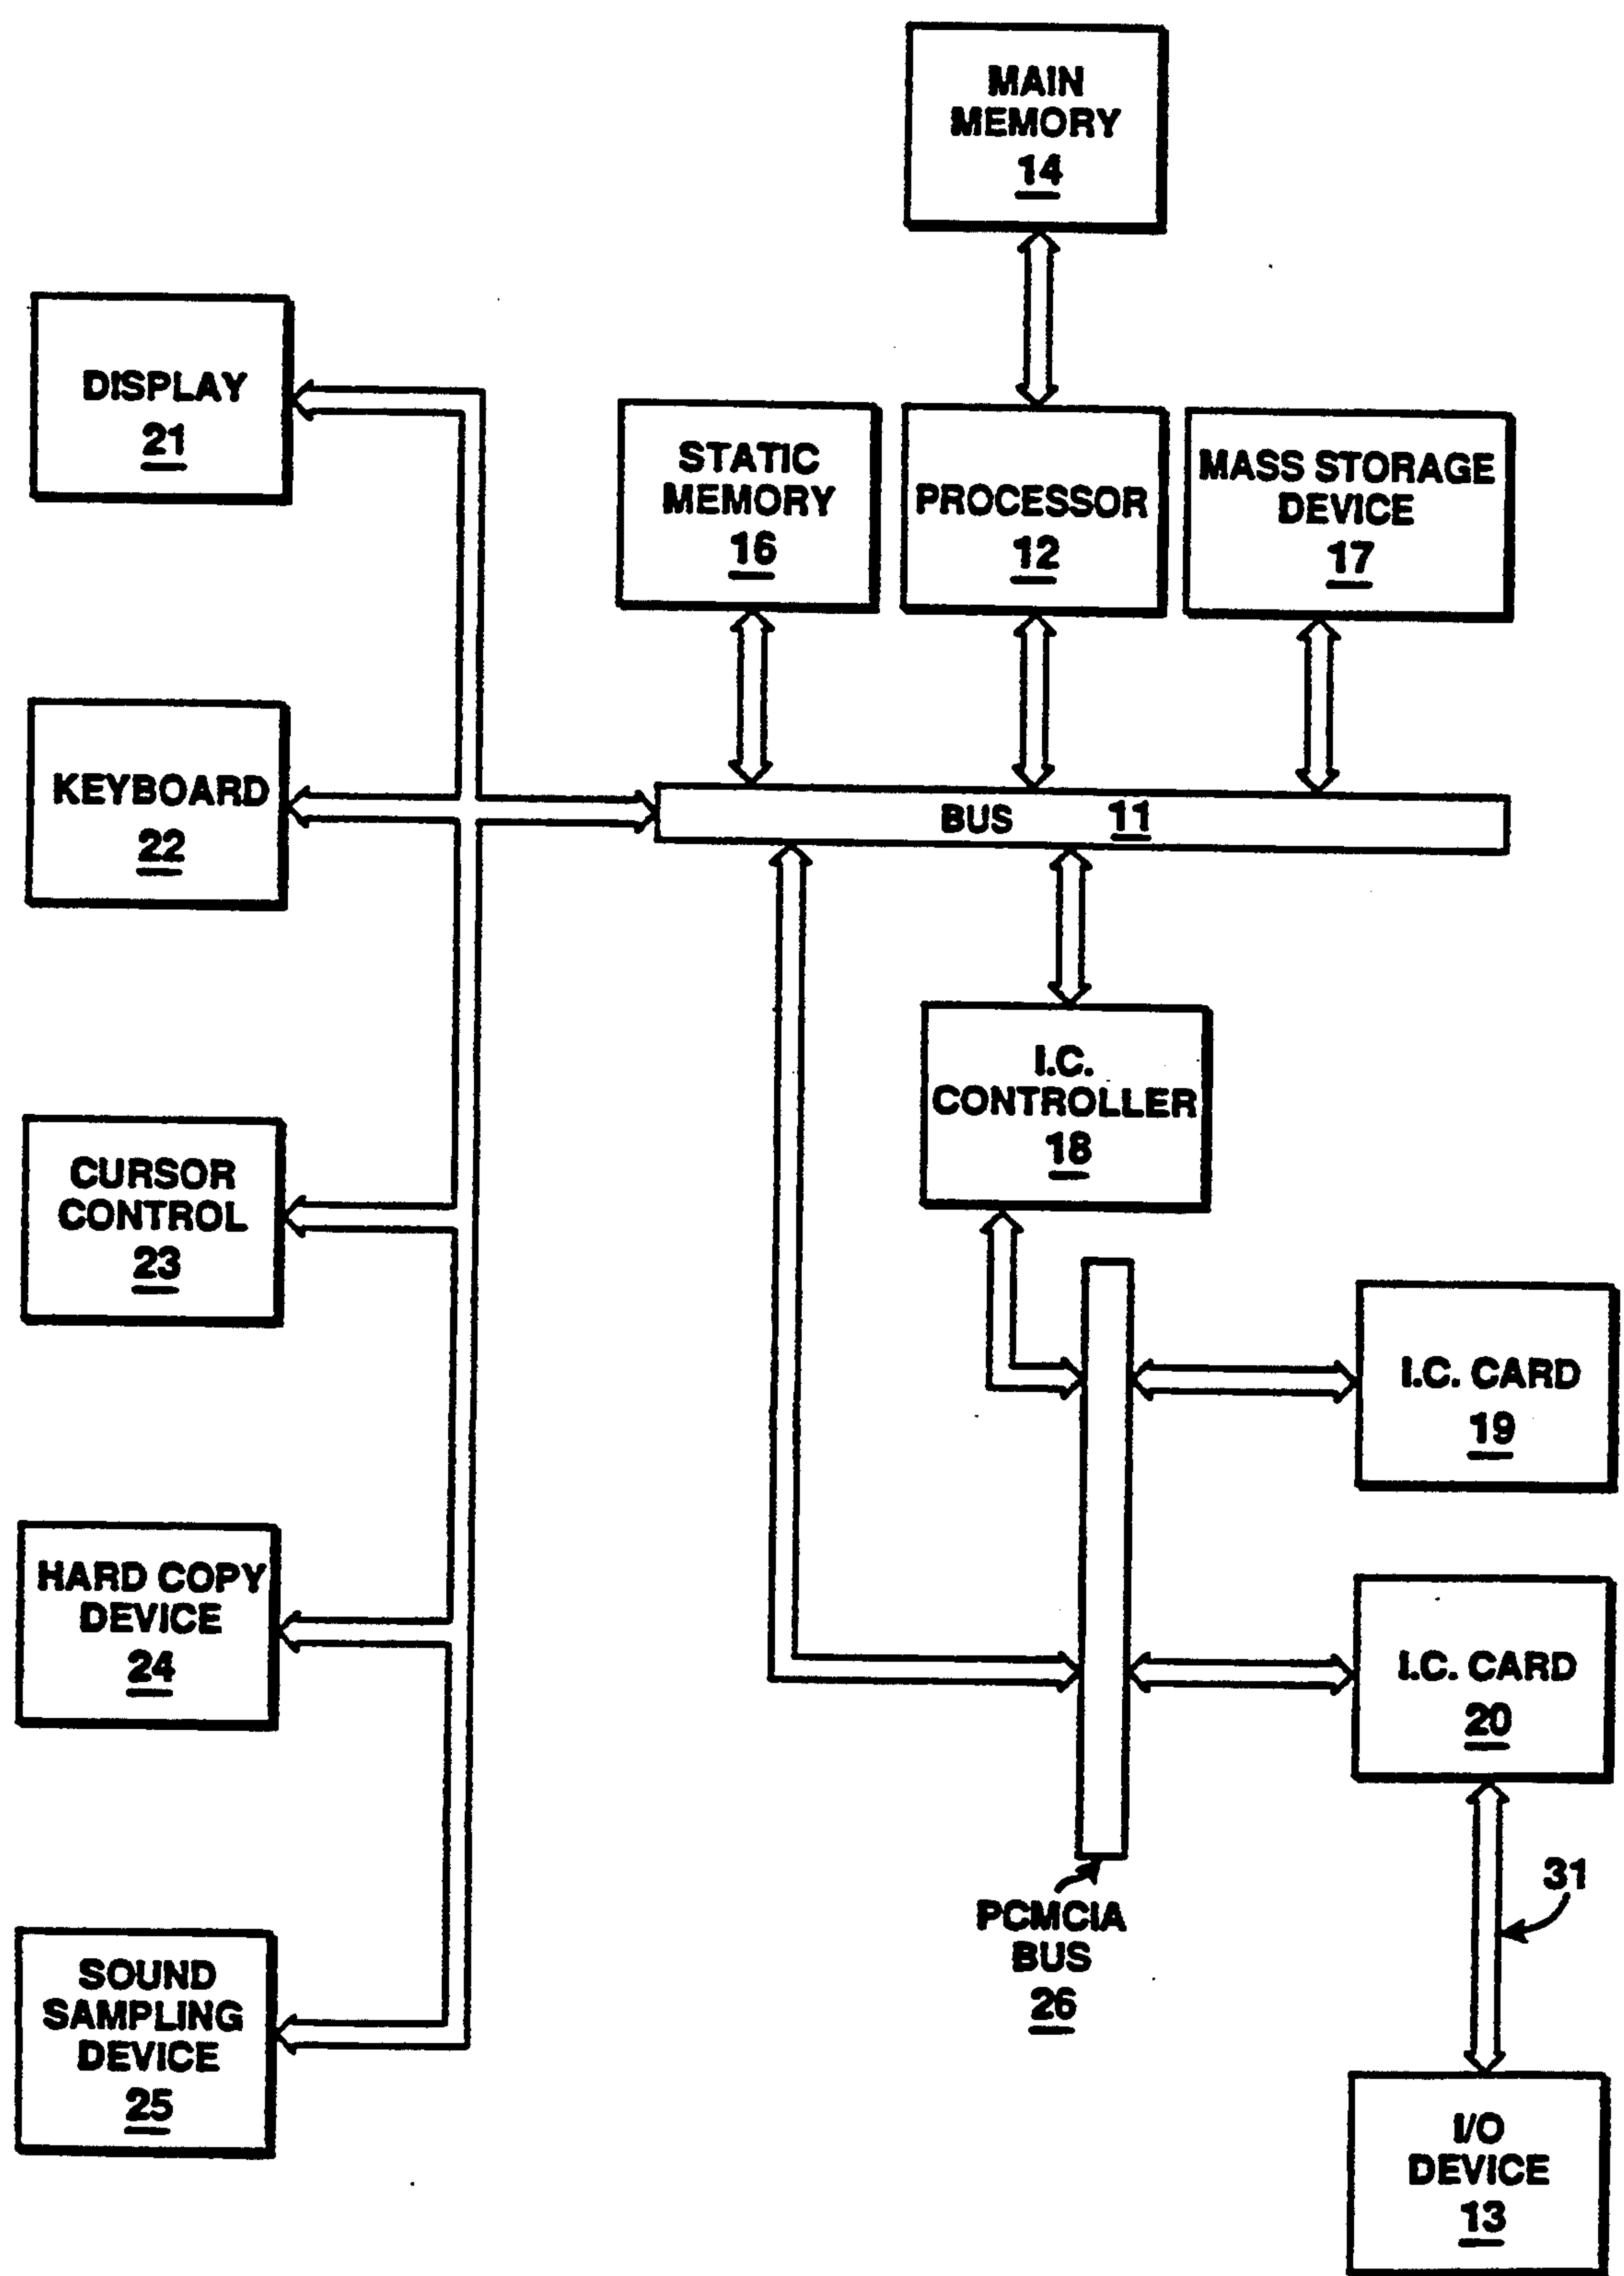 MAIN
MEMORY
14
DISPLAY
21
STATIC
MEMORY
16
PROCESSOR
12
MASS STORAGE
DEVICE
17
KEYBOARD
22
BUS 11
I.C.
CONTROLLER
18
CURSOR
CONTROL
23
I.C. CARD
19
HARD COPY
DEVICE
24
I.C. CARD
20
31
PCMCIA
BUS
26
SOUND
SAMPLING
DEVICE
25
I/O
DEVICE
13